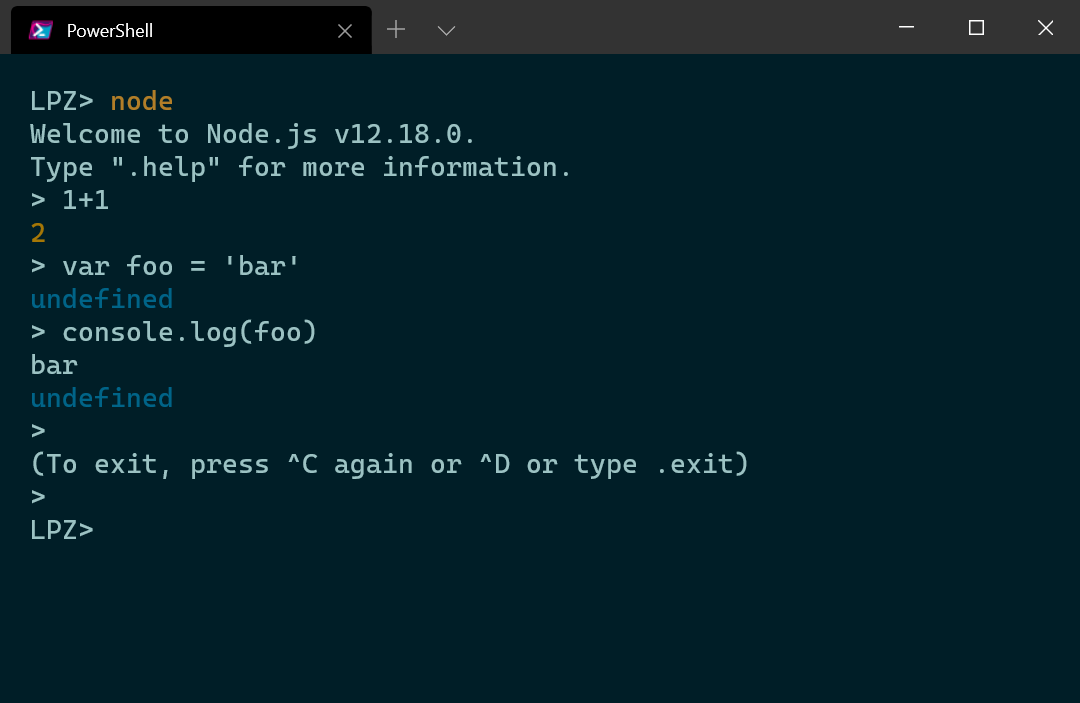 PowerShell
LPZ> node
Welcome to Node.js v12.18.0.
Type ".help" for more information.
> 1+1
2
> var foo = 'bar'
undefined
> console.log(foo)
bar
undefined
>
(To exit, press ^C again or ^D or type .exit)
>
LPZ>